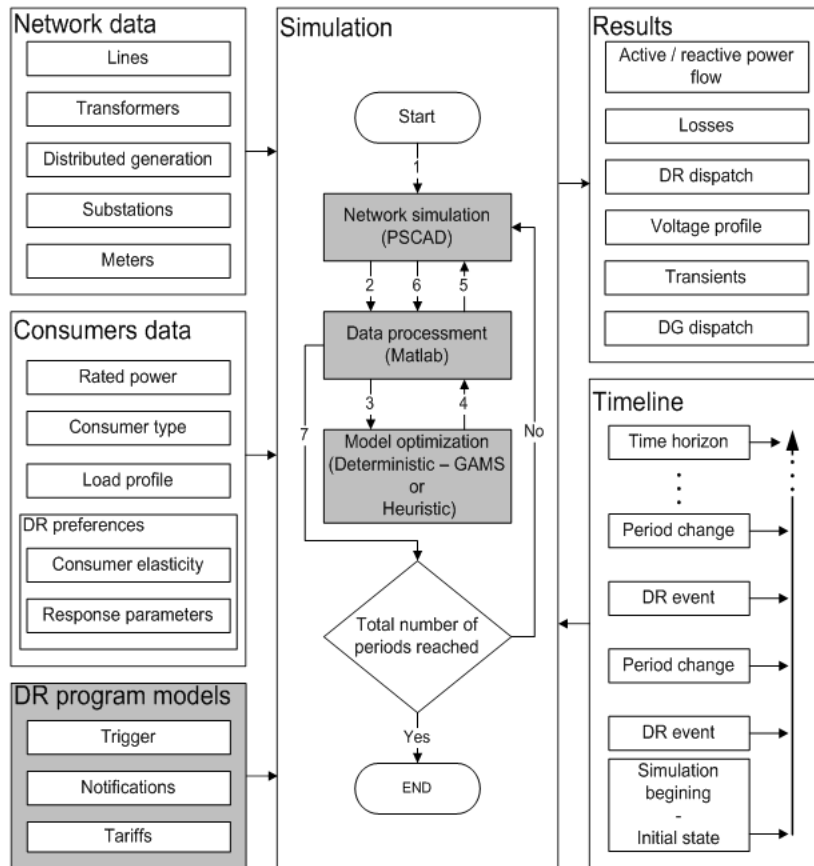 Network data
Lines
Transformers
Distributed generation
Substations
Meters
Consumers data
Rated power
Consumer type
Load profile
DR preferences
Consumer elasticity
Response parameters
DR program models
Trigger
Notifications
Tariffs
Simulation
Start
1
Network simulation
(PSCAD)
2
6
5
Data processment
(Matlab)
3
4
7
No
Model optimization
(Deterministic – GAMS
or
Heuristic)
Total number of
periods reached
Yes
END
Results
Active / reactive power
flow
Losses
DR dispatch
Voltage profile
Transients
DG dispatch
Timeline
Time horizon
Period change
DR event
Period change
DR event
Simulation
begining
-
Initial state